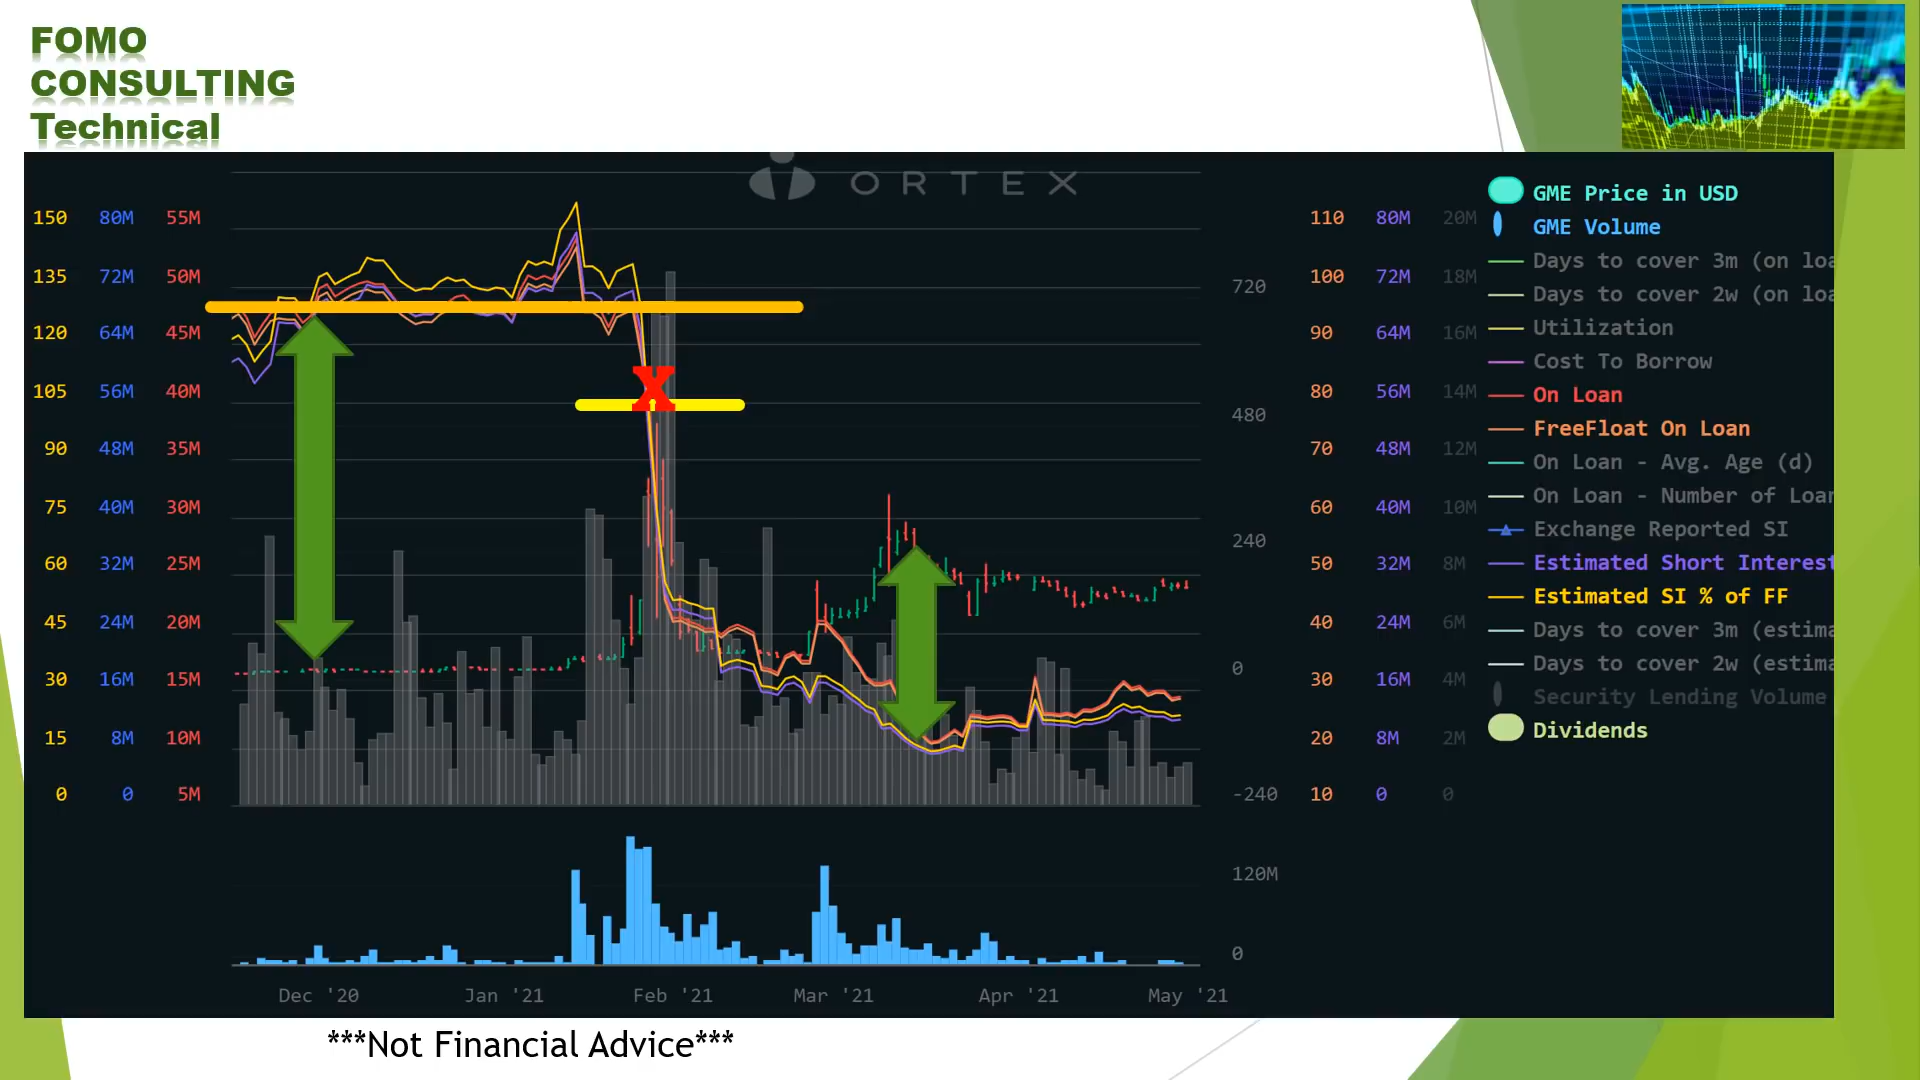 FOMO
CONSULTING
Technical
ORTEX
150 80M 55M
135 72M 50M
120 64M 45M
105 56M 40M
90 48M 35M
75 40M 30M
60 32M 25M
45 24M 20M
30 16M 15M
15 8M 10M
0 0 5M
X
720
480
240
0
-240
120M
0
110 80M 20M
100 72M 18M
90 64M 16M
80 56M 14M
70 48M 12M
60 40M 10M
50 32M 8M
40 24M 6M
30 16M 4M
20 8M 2M
10 0 0
GME Price in USD
GME Volume
Days to cover 3m (on loa
Days to cover 2w (on loa
Utilization
Cost To Borrow
On Loan
FreeFloat On Loan
On Loan - Avg. Age (d)
On Loan - Number of Loan
Exchange Reported SI
Estimated Short Interest
Estimated SI % of FF
Days to cover 3m (estima
Days to cover 2w (estima
Security Lending Volume
Dividends
Dec '20 Jan '21 Feb '21 Mar '21 Apr '21 May '21
***Not Financial Advice***